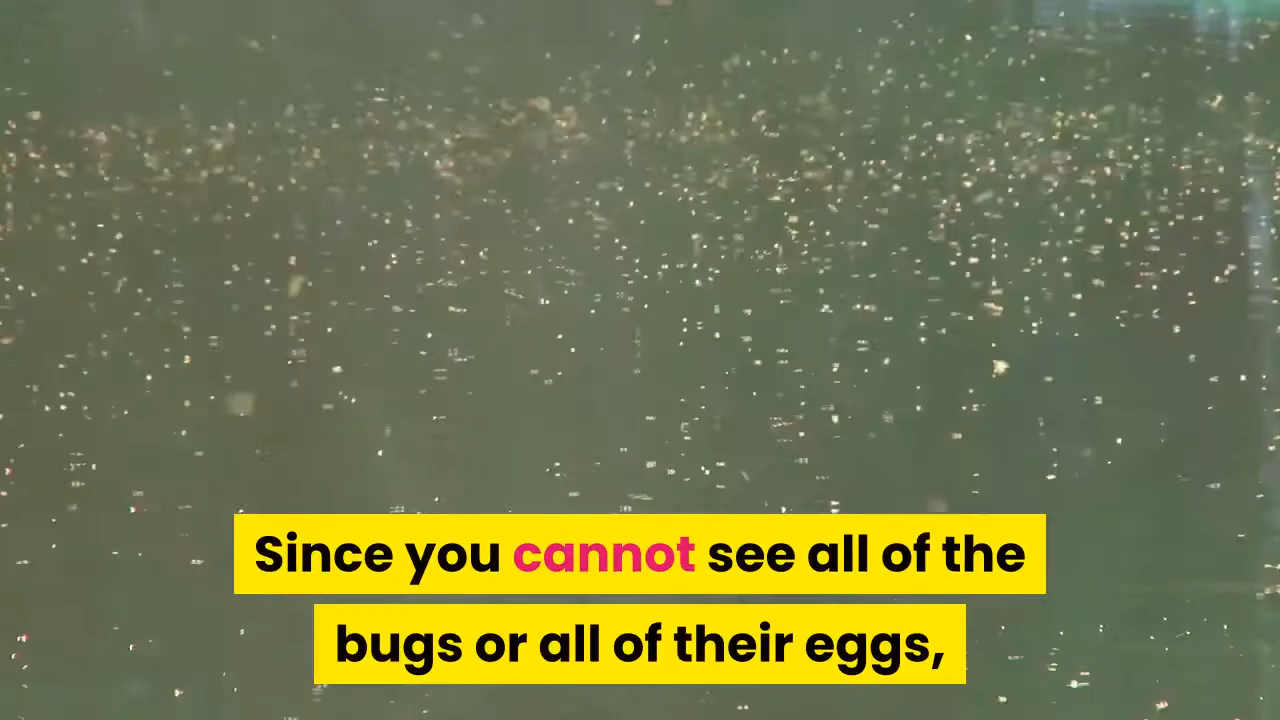 Since you cannot see all of the
bugs or all of their eggs,